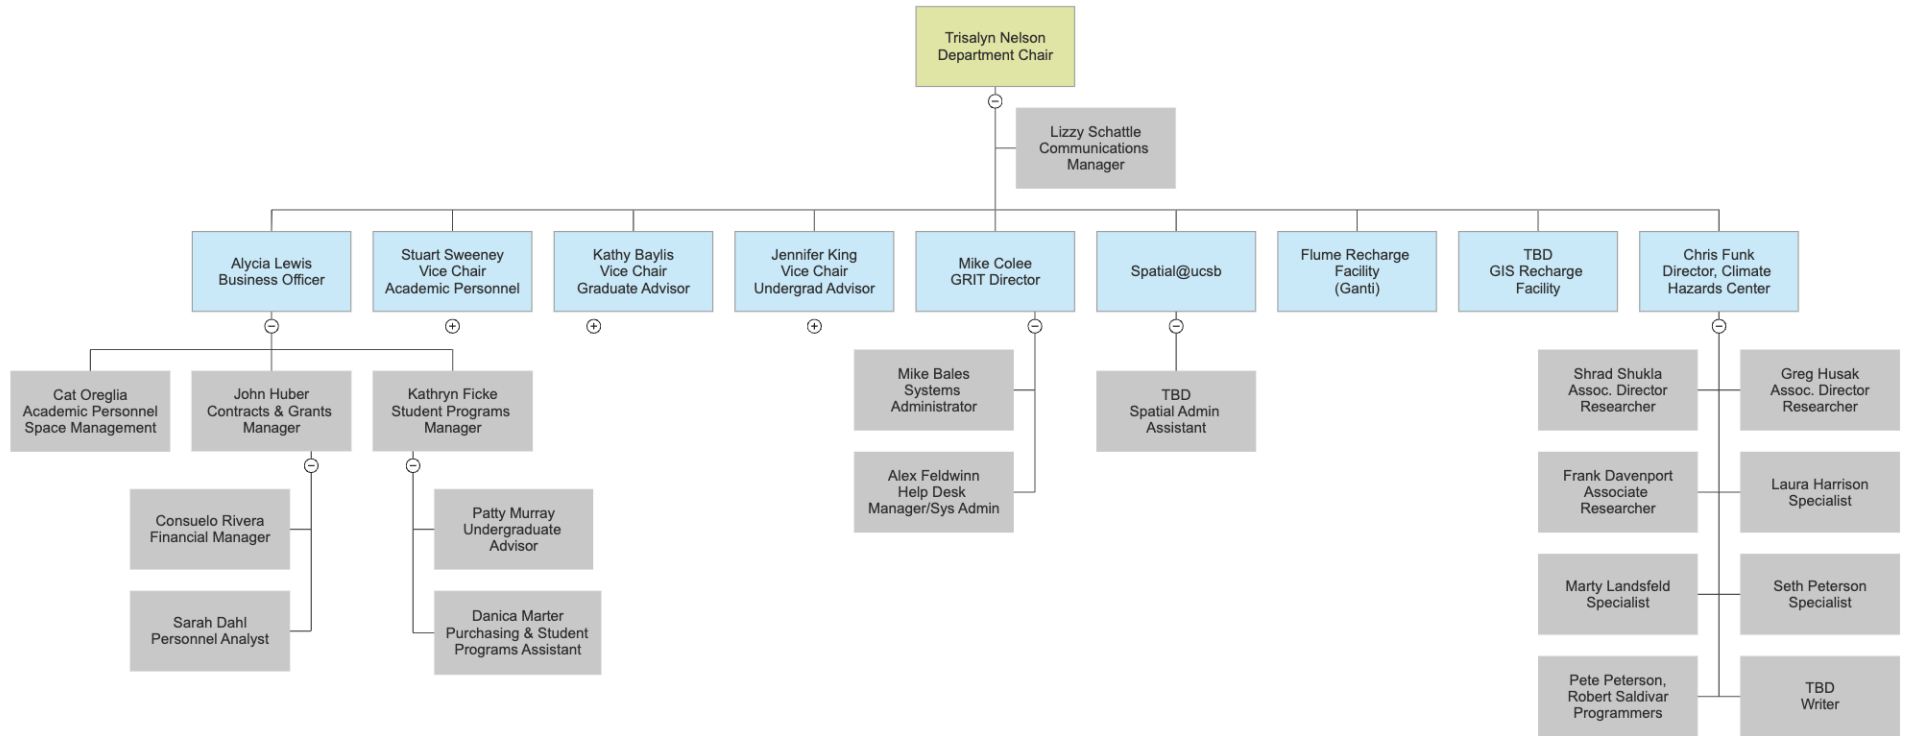 Trisalyn Nelson
Department Chair
Lizzy Schattle
Communications
Manager
Alycia Lewis
Business Officer
Stuart Sweeney
Vice Chair
Academic Personnel
Kathy Baylis
Vice Chair
Graduate Advisor
Jennifer King
Vice Chair
Undergrad Advisor
Mike Colee
GRIT Director
Spatial@ucsb
Flume Recharge
Facility
(Ganti)
TBD
GIS Recharge
Facility
Chris Funk
Director, Climate
Hazards Center
Cat Oreglia
Academic Personnel
Space Management
John Huber
Contracts & Grants
Manager
Kathryn Ficke
Student Programs
Manager
Consuelo Rivera
Financial Manager
Sarah Dahl
Personnel Analyst
Patty Murray
Undergraduate
Advisor
Danica Marter
Purchasing & Student
Programs Assistant
Mike Bales
Systems
Administrator
Alex Feldwinn
Help Desk
Manager/Sys Admin
TBD
Spatial Admin
Assistant
Shrad Shukla
Assoc. Director
Researcher
Greg Husak
Assoc. Director
Researcher
Frank Davenport
Associate
Researcher
Laura Harrison
Specialist
Marty Landsfeld
Specialist
Seth Peterson
Specialist
Pete Peterson,
Robert Saldivar
Programmers
TBD
Writer